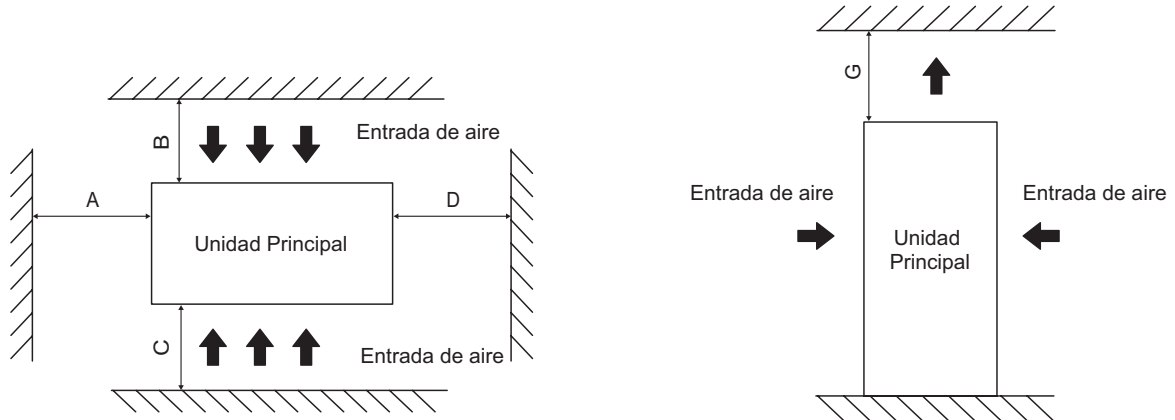 B
Entrada de aire
A
D
Unidad Principal
C
Entrada de aire
G
Entrada de aire
Entrada de aire
Unidad
Principal